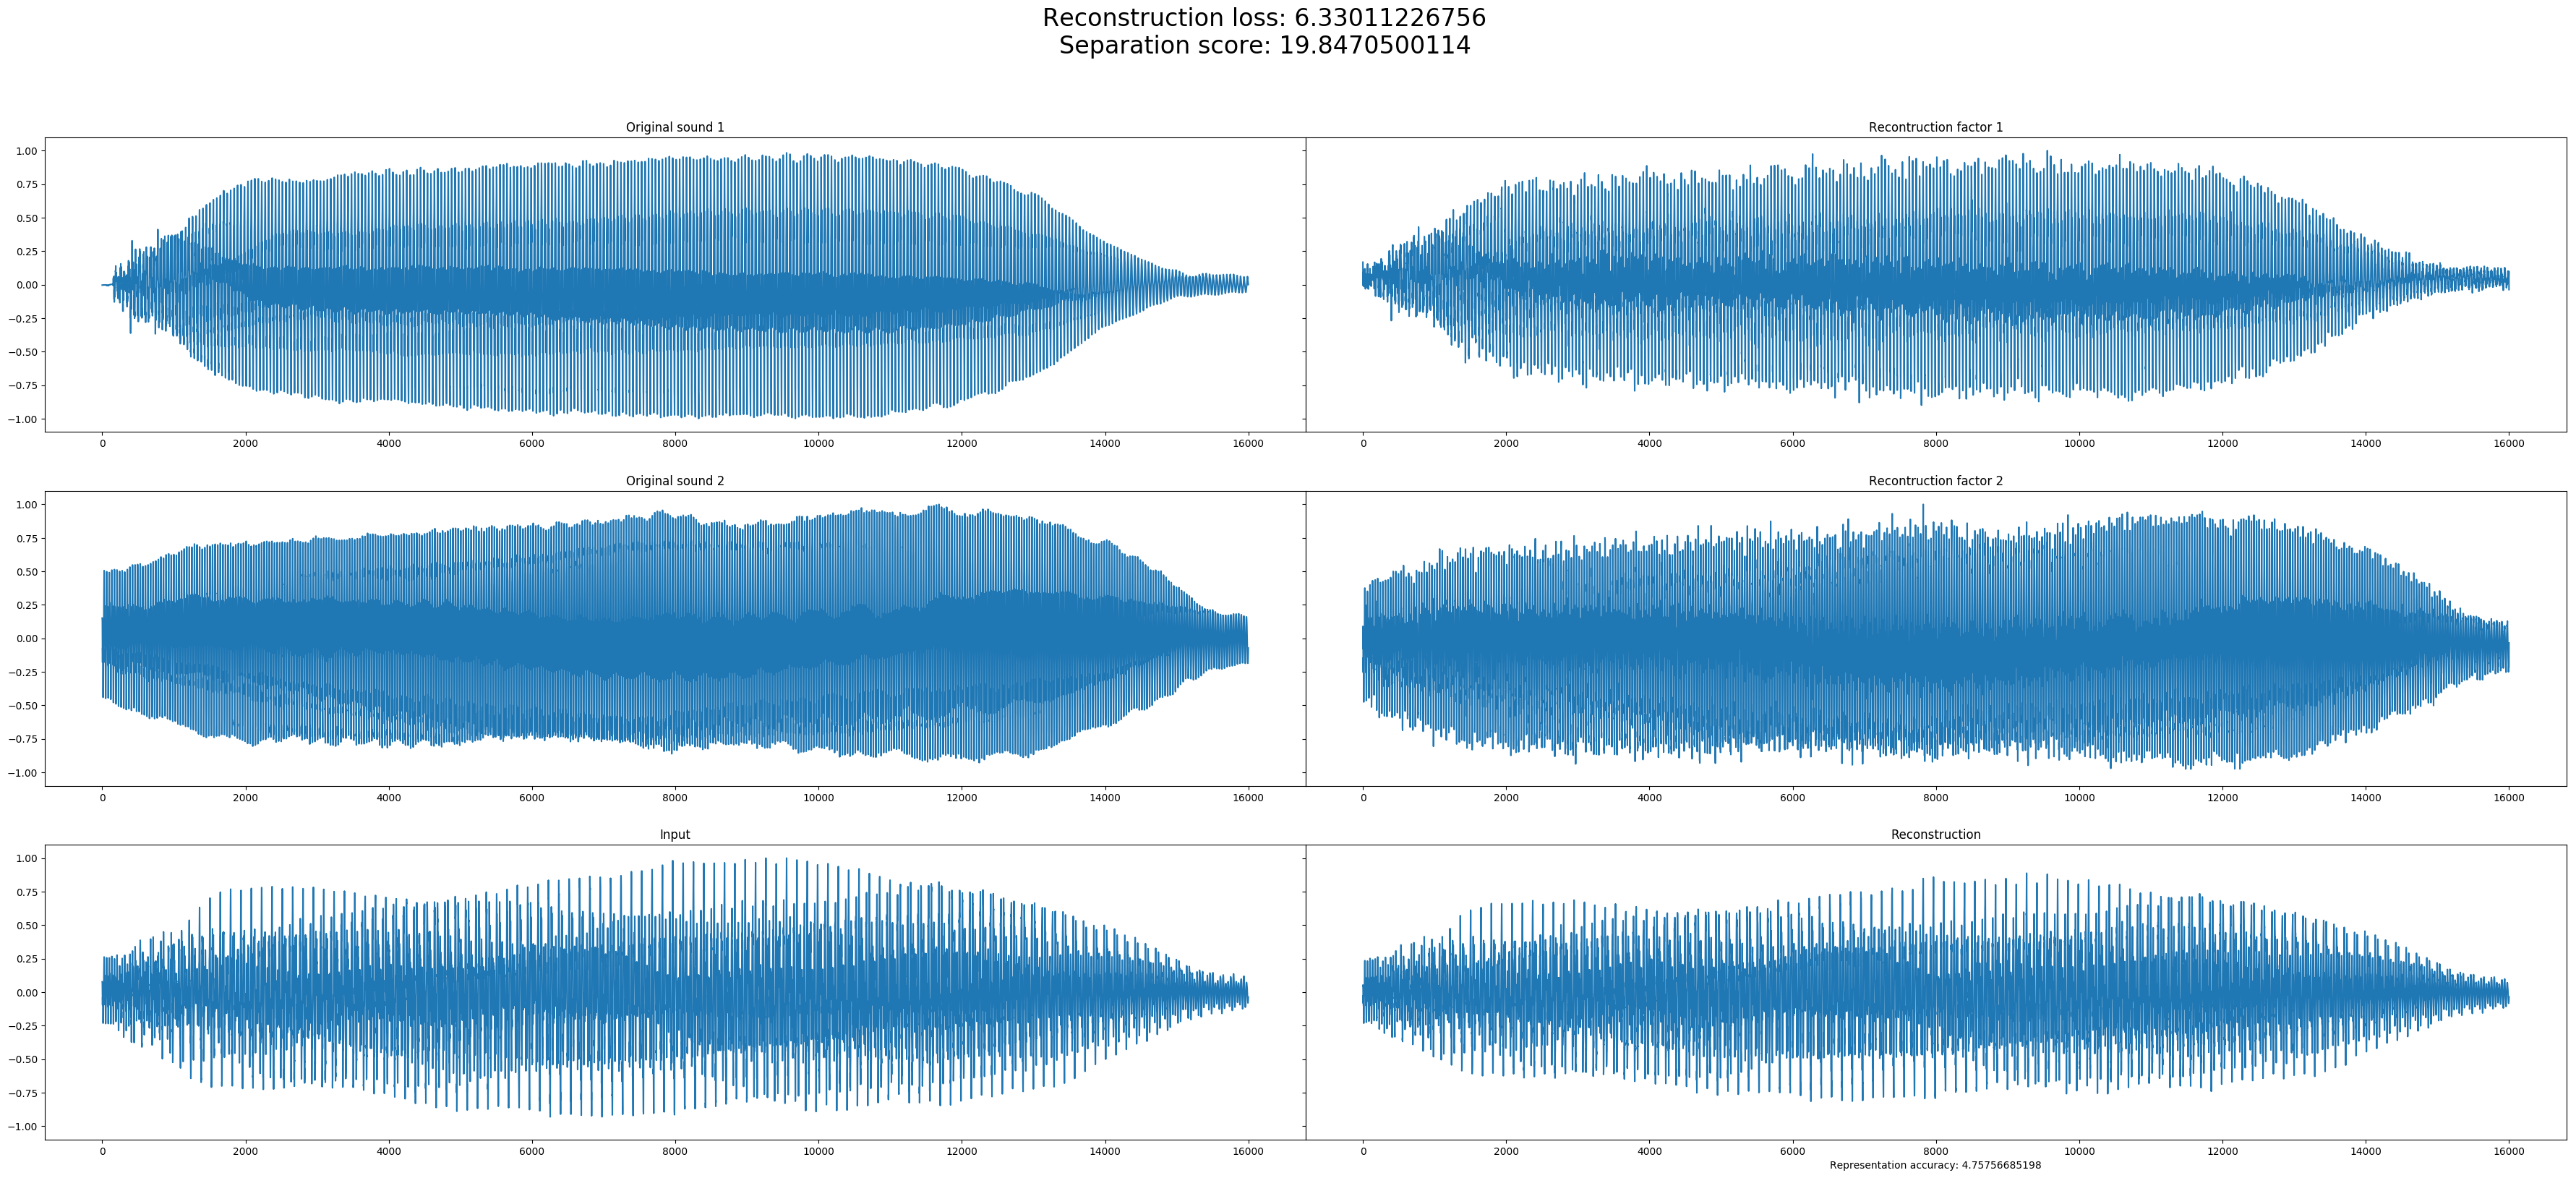 Reconstruction loss: 6.33011226756
Separation score: 19.8470500114
Original sound 1
Recontruction factor 1
1.00
0.75
0.50
0.25
0.00
−0.25
−0.50
−0.75
−1.00
0 2000 4000 6000 8000 10000 12000 14000 16000
0 2000 4000 6000 8000 10000 12000 14000 16000
Original sound 2
Reconstruction factor 2
1.00
0.75
0.50
0.25
0.00
−0.25
−0.50
−0.75
−1.00
0 2000 4000 6000 8000 10000 12000 14000 16000
0 2000 4000 6000 8000 10000 12000 14000 16000
Input
Reconstruction
1.00
0.75
0.50
0.25
0.00
−0.25
−0.50
−0.75
−1.00
0 2000 4000 6000 8000 10000 12000 14000 16000
0 2000 4000 6000 8000 10000 12000 14000 16000
Representation accuracy: 4.75756685198